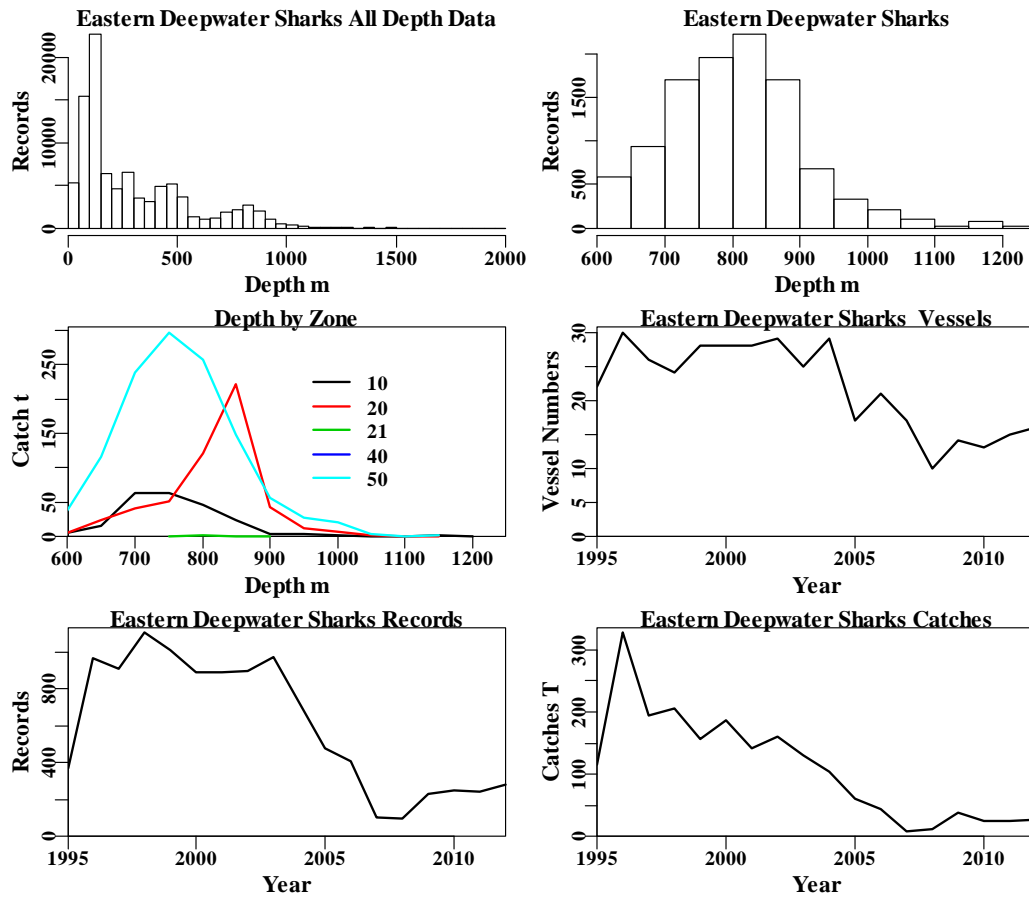 Eastern Deepwater Sharks All Depth Data
Records
0 10000 20000
0 500 1000 1500 2000
Depth m
Eastern Deepwater Sharks
Records
0 500 1500
600 700 800 900 1000 1100 1200
Depth m
Depth by Zone
Catch t
0 50 150 250
10
20
21
40
50
600 700 800 900 1000 1100 1200
Depth m
Eastern Deepwater Sharks Vessels
Vessel Numbers
0 5 10 20 30
1995 2000 2005 2010
Year
Eastern Deepwater Sharks Records
Records
0 400 800
1995 2000 2005 2010
Year
Eastern Deepwater Sharks Catches
Catches T
0 100 200 300
1995 2000 2005 2010
Year